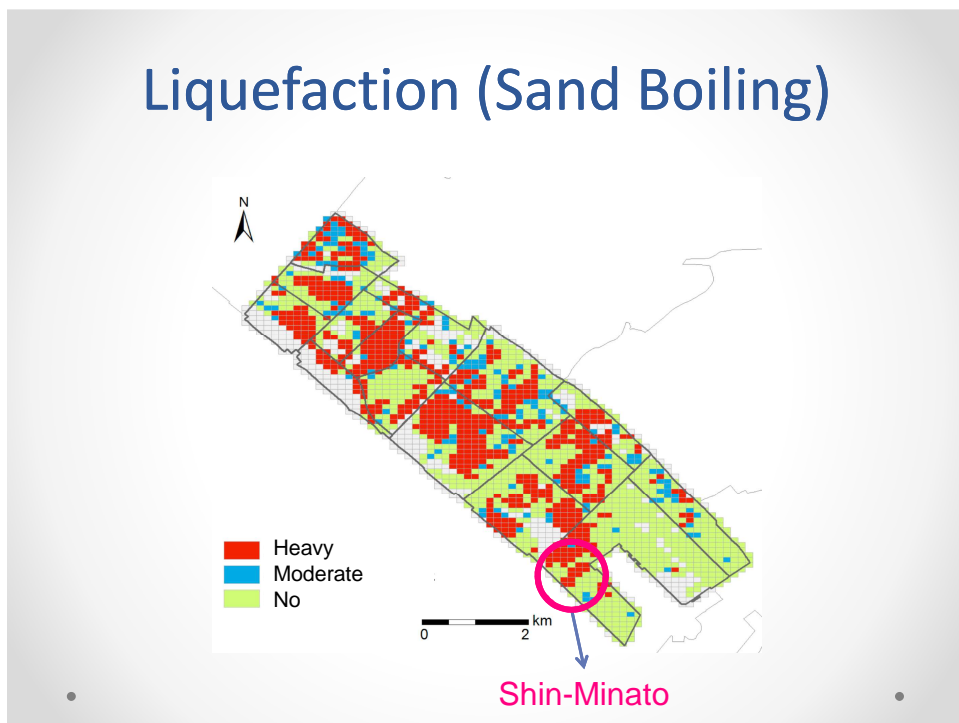 Liquefaction (Sand Boiling)
N
Heavy
Moderate
No
km
0 2
Shin-Minato